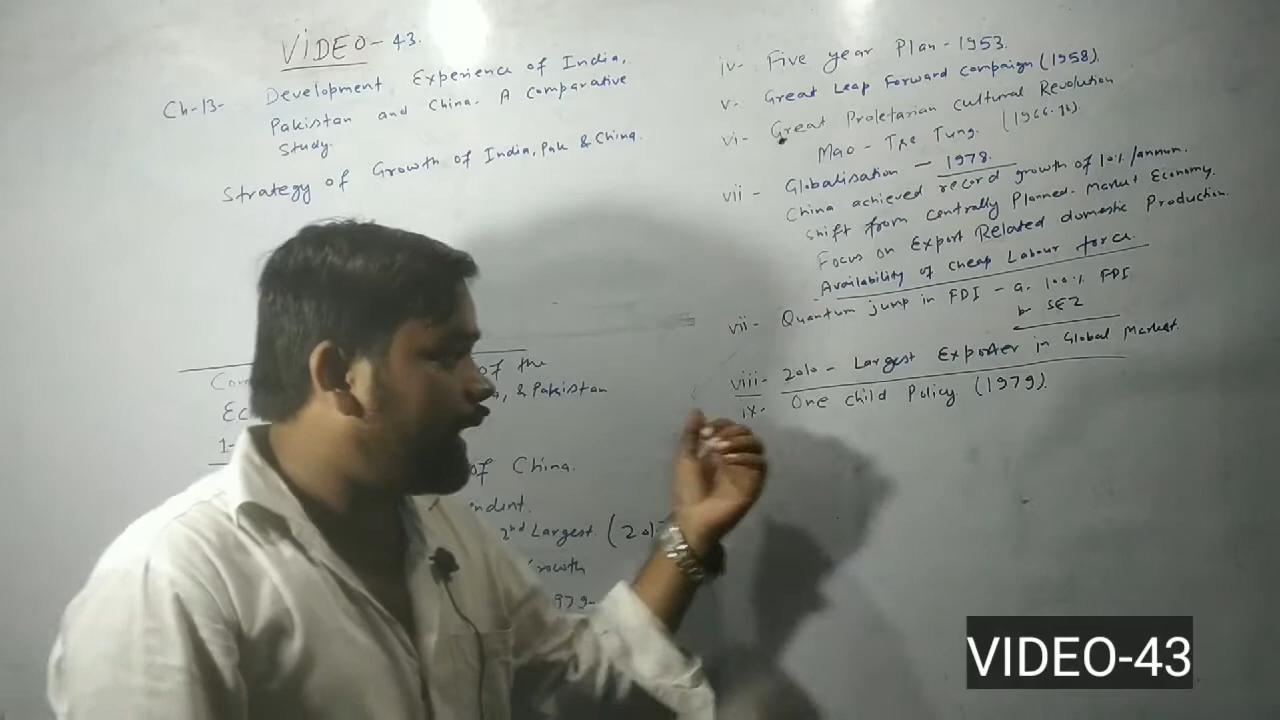 VIDEO - 43.
Ch-13- Development Experience of India,
Pakistan and China. A Comparative
Study.
Strategy of Growth of India, Pak & China.
of the
, & Pakistan
Ec
1-
of China.
2nd Largest (201
Growth
979-
iv- Five year Plan - 1953.
v. Great Leap Forward Campaign (1958).
vi- Great Proletarian Cultural Revolution
Mao - Tse Tung. (1966-76).
vii - Globalisation - 1978.
China achieved record growth of 10% /annum.
Shift from Centrally Planned - Market Economy.
Focus on Export Related domestic Production.
Availability of cheap Labour force.
vii- Quantum jump in FDI - a. 100% FDI
b SEZ
viii- 2010 - Largest Exporter in Global Market.
ix. One child Policy (1979).
VIDEO-43